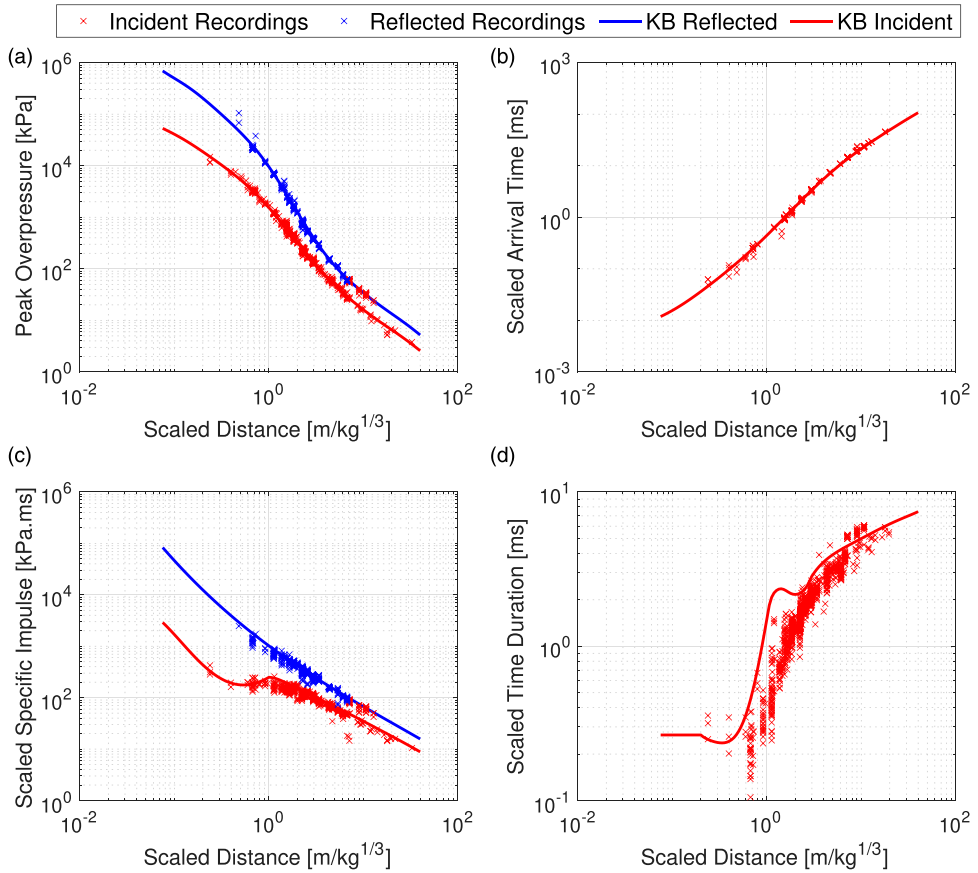 Incident Recordings Reflected Recordings KB Reflected KB Incident
(a)
10^6
10^4
10^2
10^0
Peak Overpressure [kPa]
10^-2 10^0 10^2
Scaled Distance [m/kg^1/3]
(b)
10^3
10^0
10^-3
Scaled Arrival Time [ms]
10^-2 10^0 10^2
Scaled Distance [m/kg^1/3]
(c)
10^6
10^4
10^2
10^0
Scaled Specific Impulse [kPa.ms]
10^-2 10^0 10^2
Scaled Distance [m/kg^1/3]
(d)
10^1
10^0
10^-1
Scaled Time Duration [ms]
10^-2 10^0 10^2
Scaled Distance [m/kg^1/3]